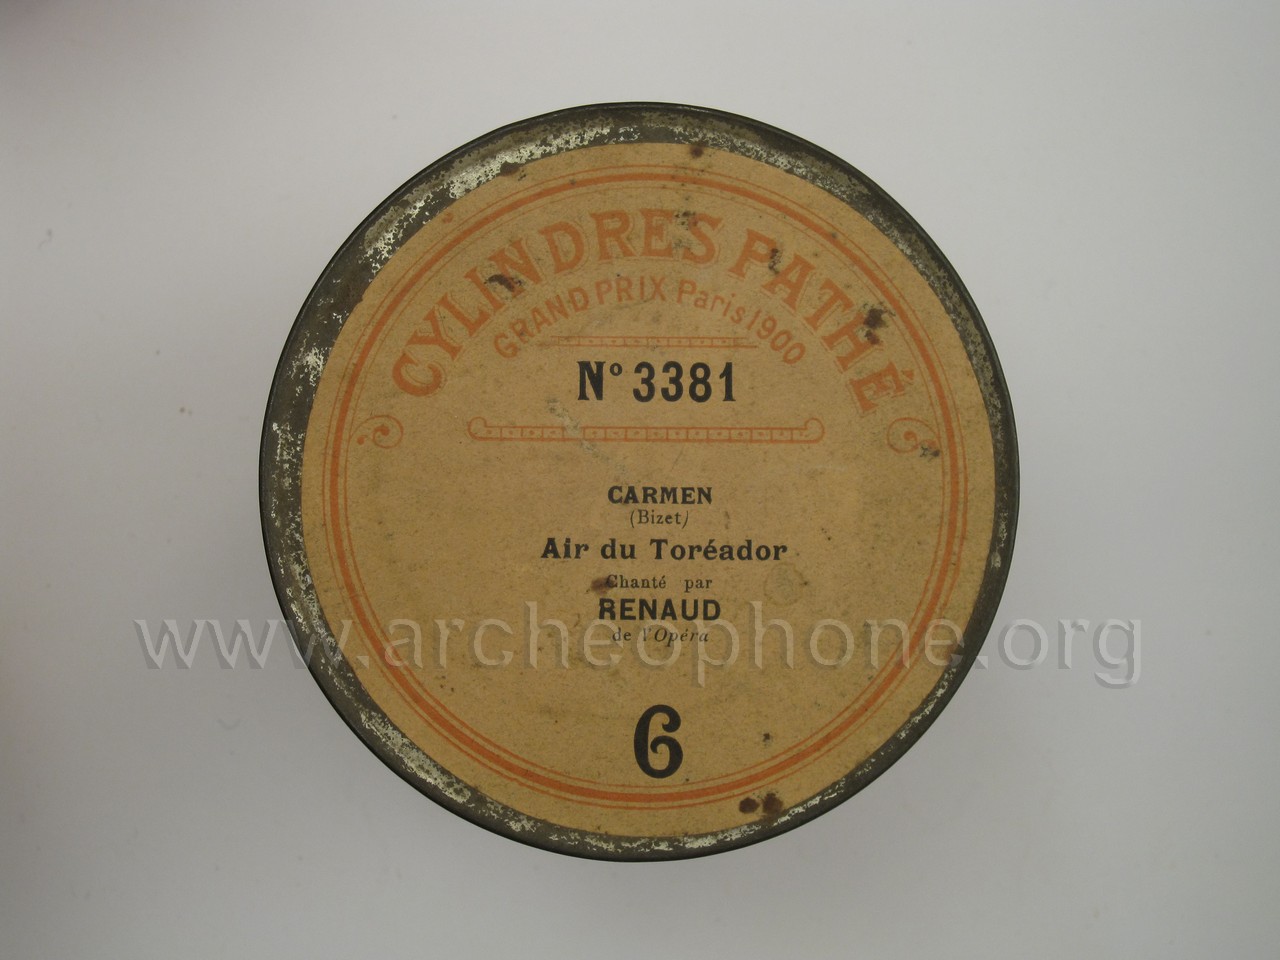 CYLINDRES PATHÉ
GRAND PRIX Paris 1900
Nº 3381
CARMEN
(Bizet)
Air du Toréador
Chanté par
RENAUD
de l'Opéra
www.archeophone.org
6